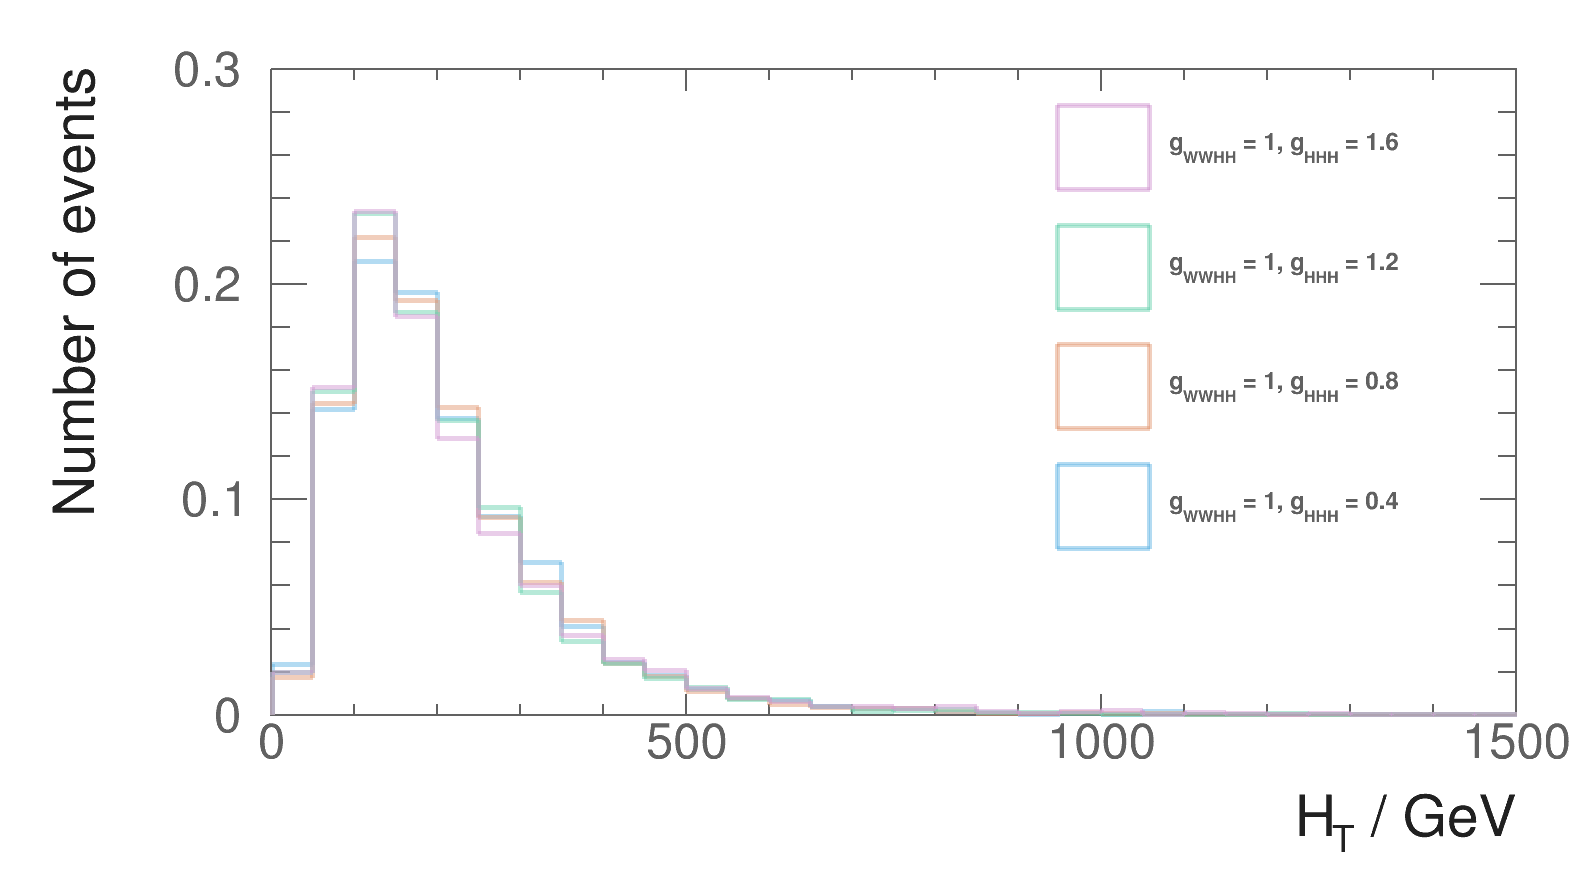 Number of events
0.3
0.2
0.1
0
0 500 1000 1500
H_T / GeV
g_WWHH = 1, g_HHH = 1.6
g_WWHH = 1, g_HHH = 1.2
g_WWHH = 1, g_HHH = 0.8
g_WWHH = 1, g_HHH = 0.4